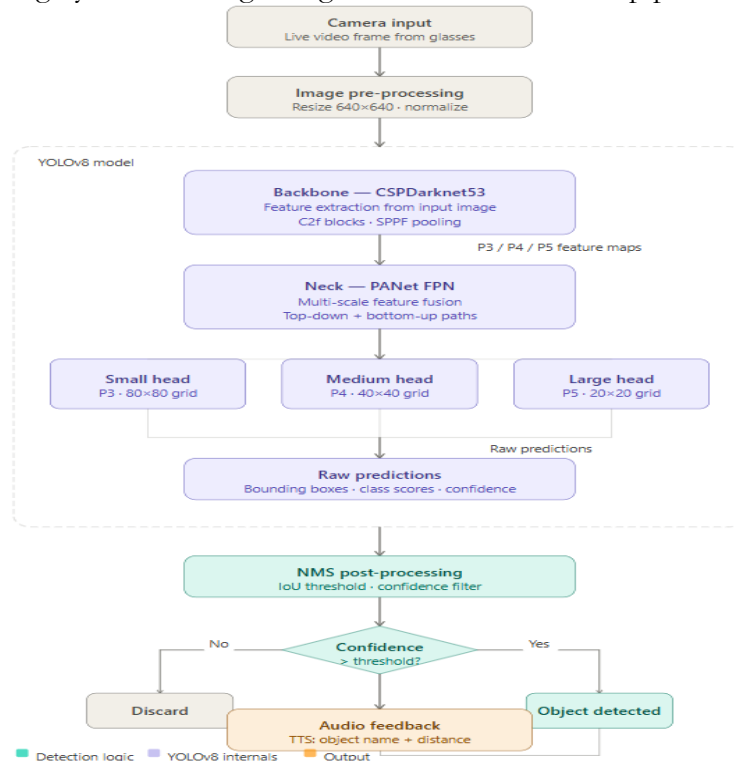 Camera input
Live video frame from glasses
Image pre-processing
Resize 640×640 · normalize
YOLOv8 model
Backbone — CSPDarknet53
Feature extraction from input image
C2f blocks · SPPF pooling
P3 / P4 / P5 feature maps
Neck — PANet FPN
Multi-scale feature fusion
Top-down + bottom-up paths
Small head
P3 · 80×80 grid
Medium head
P4 · 40×40 grid
Large head
P5 · 20×20 grid
Raw predictions
Raw predictions
Bounding boxes · class scores · confidence
NMS post-processing
IoU threshold · confidence filter
No
Confidence
> threshold?
Yes
Discard
Object detected
Audio feedback
TTS: object name + distance
Detection logic
YOLOv8 internals
Output